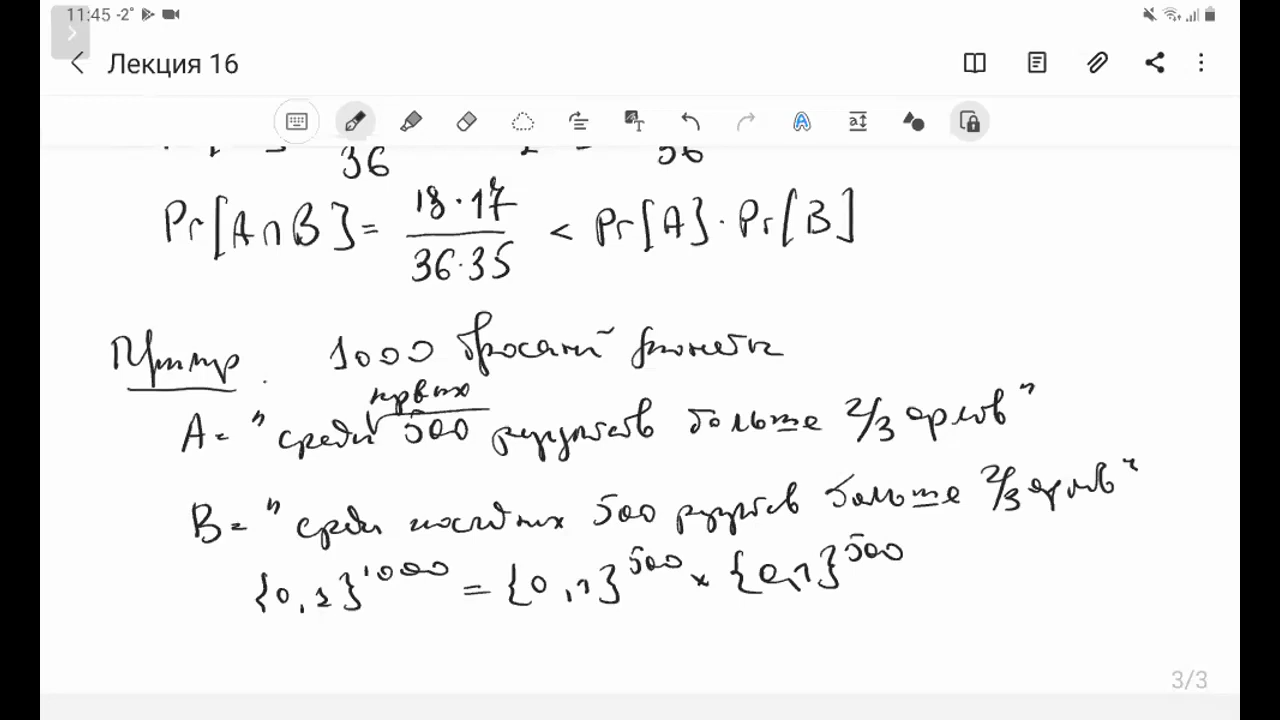 11:45 -2°
Лекция 16
36 36
Pr[A∩B] = 18·17 / 36·35 < Pr[A]·Pr[B]
Пример. 1000 бросаний монетки
A = "среди первых 500 результатов больше 2/3 орлов"
B = "среди последних 500 результатов больше 2/3 орлов"
{0,1}^1000 = {0,1}^500 × {0,1}^500
3/3